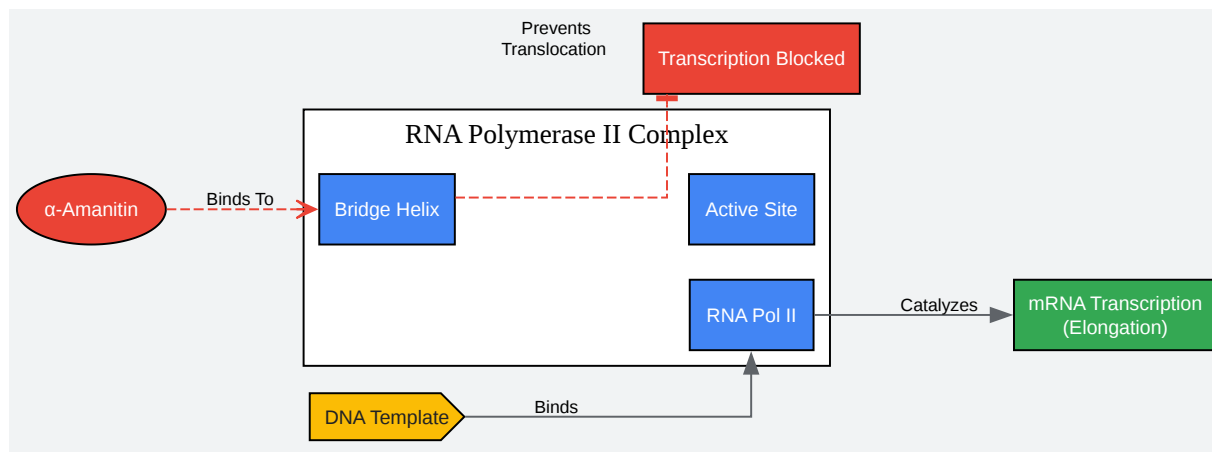 Prevents
Translocation
Transcription Blocked
RNA Polymerase II Complex
α-Amanitin
Binds To
Bridge Helix
Active Site
RNA Pol II
Catalyzes
mRNA Transcription
(Elongation)
DNA Template
Binds